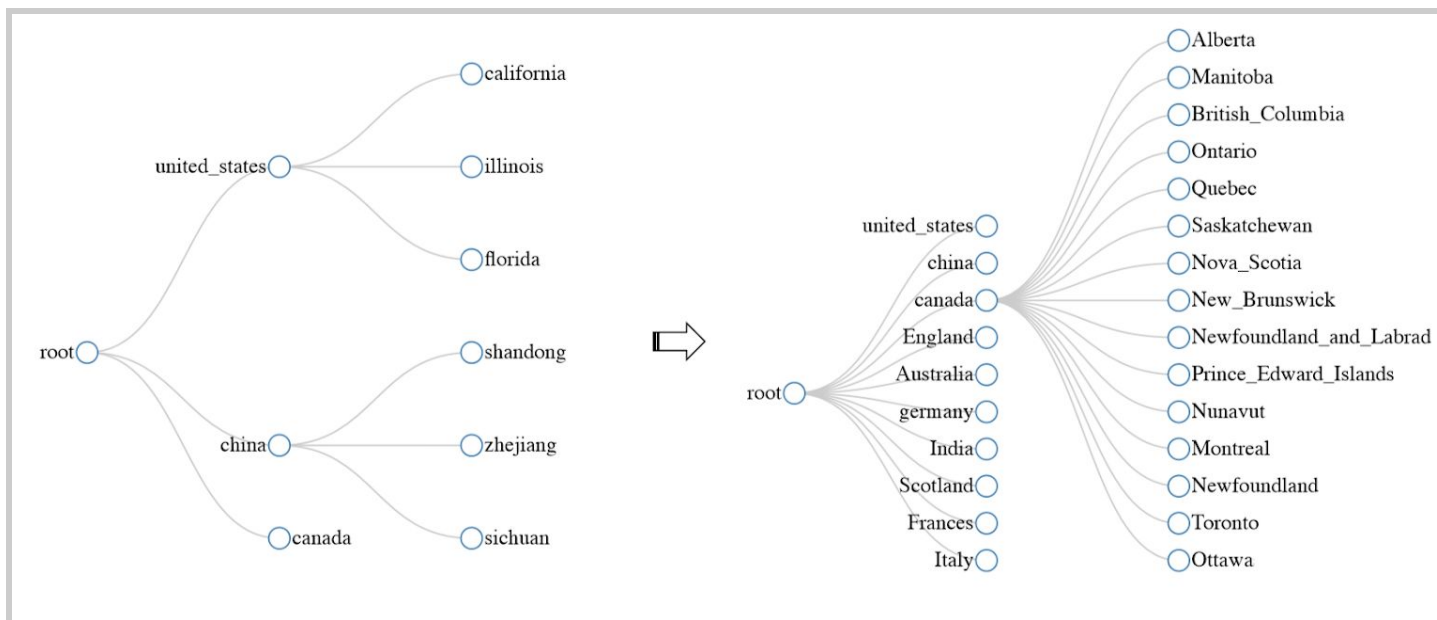 california
united_states
illinois
florida
root
shandong
china
zhejiang
canada
sichuan
root
united_states
china
canada
England
Australia
germany
India
Scotland
Frances
Italy
Alberta
Manitoba
British_Columbia
Ontario
Quebec
Saskatchewan
Nova_Scotia
New_Brunswick
Newfoundland_and_Labrad
Prince_Edward_Islands
Nunavut
Montreal
Newfoundland
Toronto
Ottawa